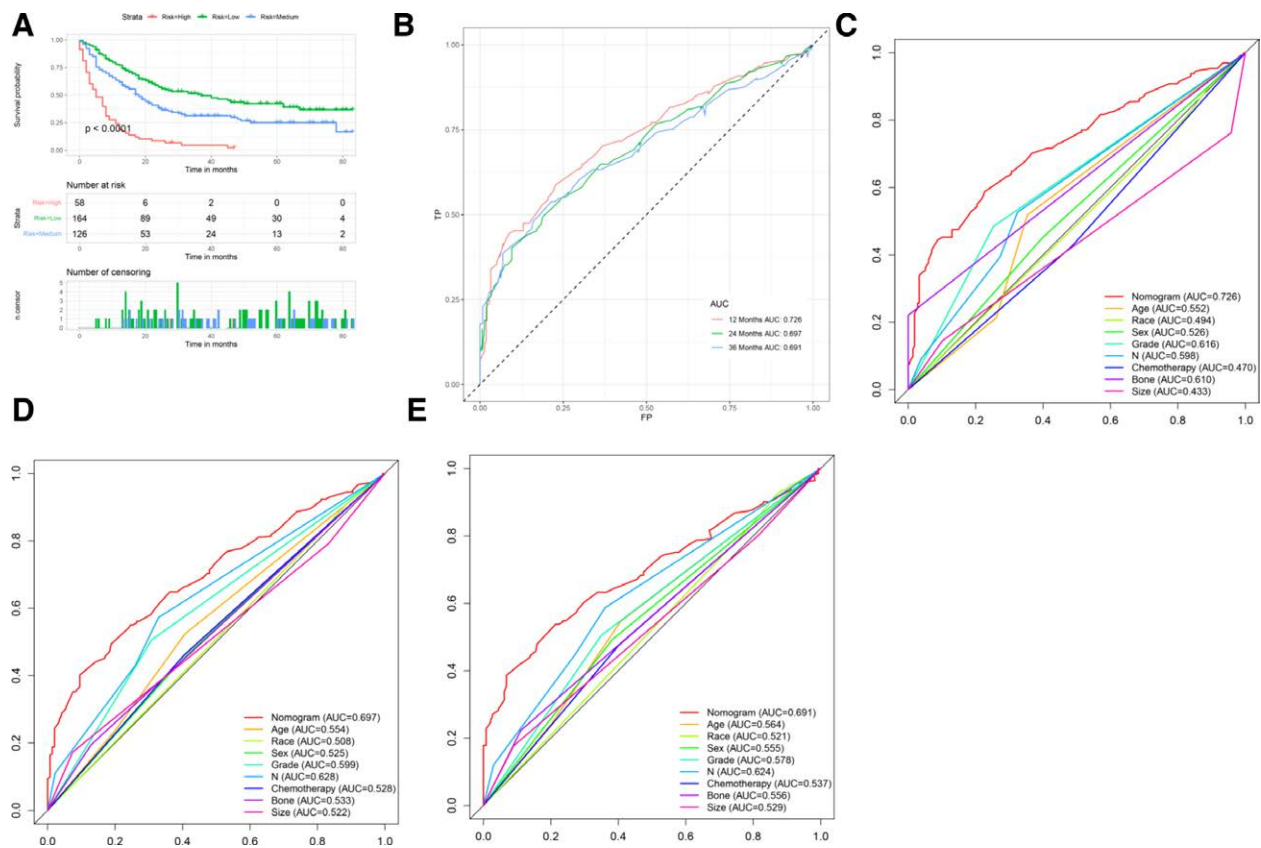 A
Strata Risk=High Risk=Low Risk=Medium
Survival probability
1.00
0.75
0.50
0.25
0.00
p < 0.0001
0 20 40 60 80
Time in months
Number at risk
Strata
Risk=High 58 6 2 0 0
Risk=Low 164 89 49 30 4
Risk=Medium 126 53 24 13 2
0 20 40 60 80
Time in months
Number of censoring
n.censor
5
4
3
2
1
0
0 20 40 60 80
Time in months
B
TP
1.00
0.75
0.50
0.25
0.00
AUC
12 Months AUC: 0.726
24 Months AUC: 0.697
36 Months AUC: 0.691
0.00 0.25 0.50 0.75 1.00
FP
C
1.0
0.8
0.6
0.4
0.2
0.0
Nomogram (AUC=0.726)
Age (AUC=0.552)
Race (AUC=0.494)
Sex (AUC=0.526)
Grade (AUC=0.616)
N (AUC=0.598)
Chemotherapy (AUC=0.470)
Bone (AUC=0.610)
Size (AUC=0.433)
0.0 0.2 0.4 0.6 0.8 1.0
D
1.0
0.8
0.6
0.4
0.2
0.0
Nomogram (AUC=0.697)
Age (AUC=0.554)
Race (AUC=0.508)
Sex (AUC=0.525)
Grade (AUC=0.599)
N (AUC=0.628)
Chemotherapy (AUC=0.528)
Bone (AUC=0.533)
Size (AUC=0.522)
0.0 0.2 0.4 0.6 0.8 1.0
E
1.0
0.8
0.6
0.4
0.2
0.0
Nomogram (AUC=0.691)
Age (AUC=0.564)
Race (AUC=0.521)
Sex (AUC=0.555)
Grade (AUC=0.578)
N (AUC=0.624)
Chemotherapy (AUC=0.537)
Bone (AUC=0.556)
Size (AUC=0.529)
0.0 0.2 0.4 0.6 0.8 1.0